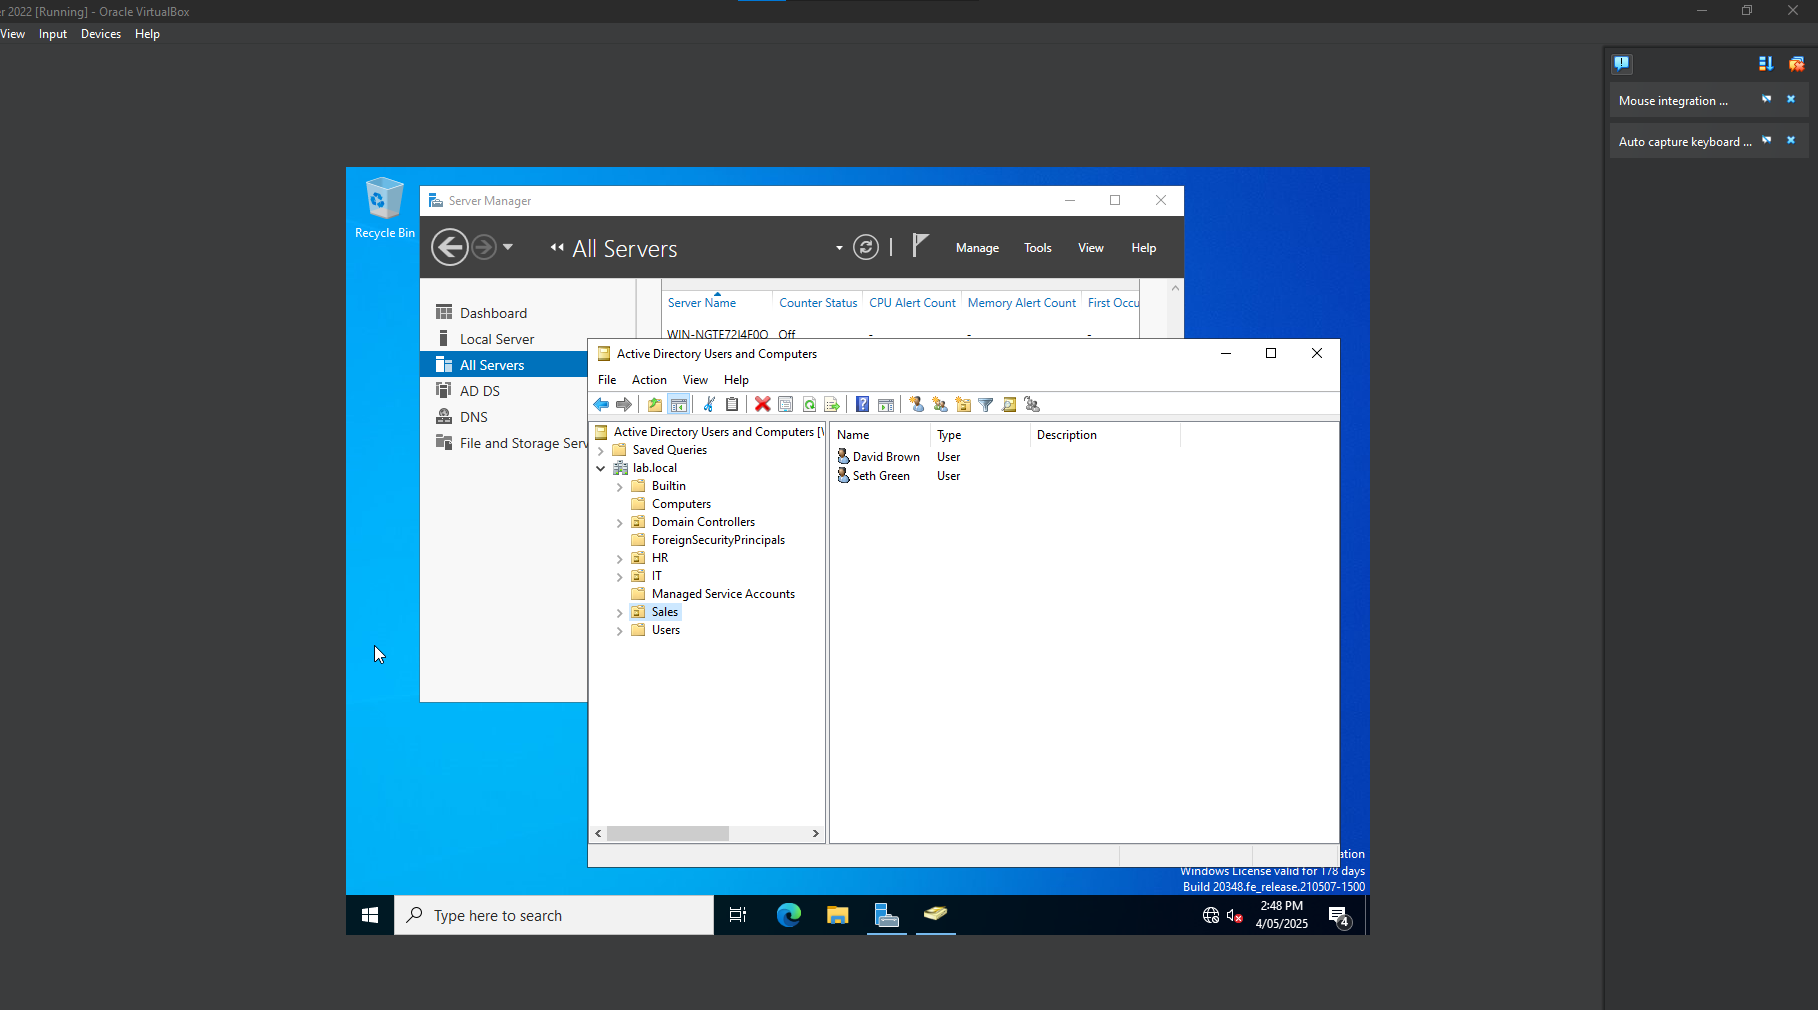 er 2022 [Running] - Oracle VirtualBox
View Input Devices Help
Mouse integration ...
Auto capture keyboard ...
Recycle Bin
Server Manager
All Servers
Manage Tools View Help
Dashboard
Local Server
All Servers
AD DS
DNS
File and Storage Serv
Server Name Counter Status CPU Alert Count Memory Alert Count First Occu
WIN-NGTE72I4F0O Off - - -
Active Directory Users and Computers
File Action View Help
Active Directory Users and Computers [\
Saved Queries
lab.local
Builtin
Computers
Domain Controllers
ForeignSecurityPrincipals
HR
IT
Managed Service Accounts
Sales
Users
Name Type Description
David Brown User
Seth Green User
ation
Windows License valid for 178 days
Build 20348.fe_release.210507-1500
Type here to search
2:48 PM
4/05/2025
4